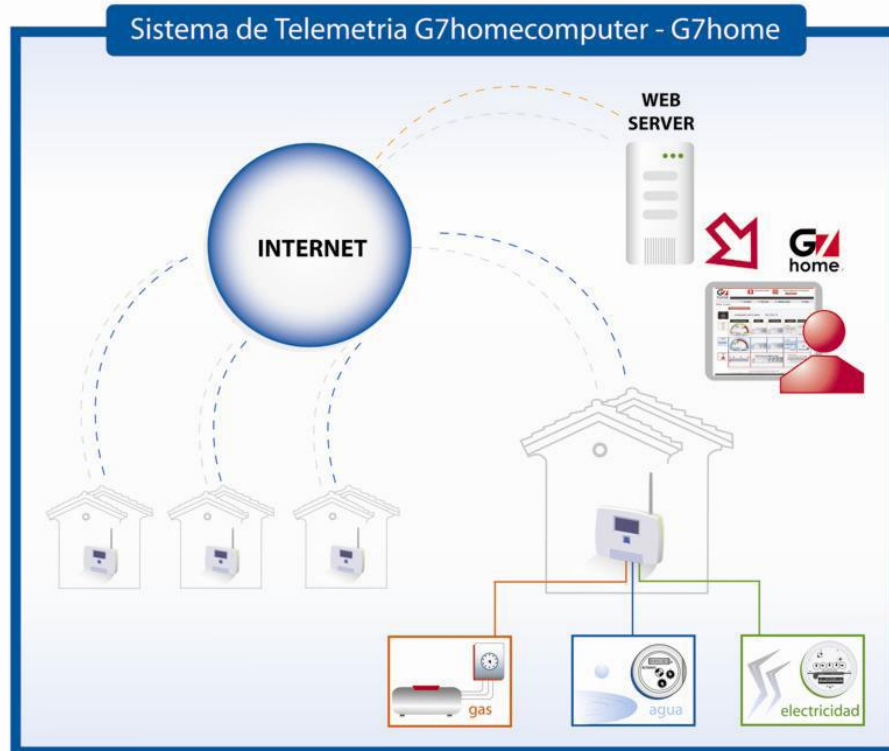 Sistema de Telemetria G7homecomputer - G7home
WEB
SERVER
INTERNET
G7
home
gas
agua
electricidad